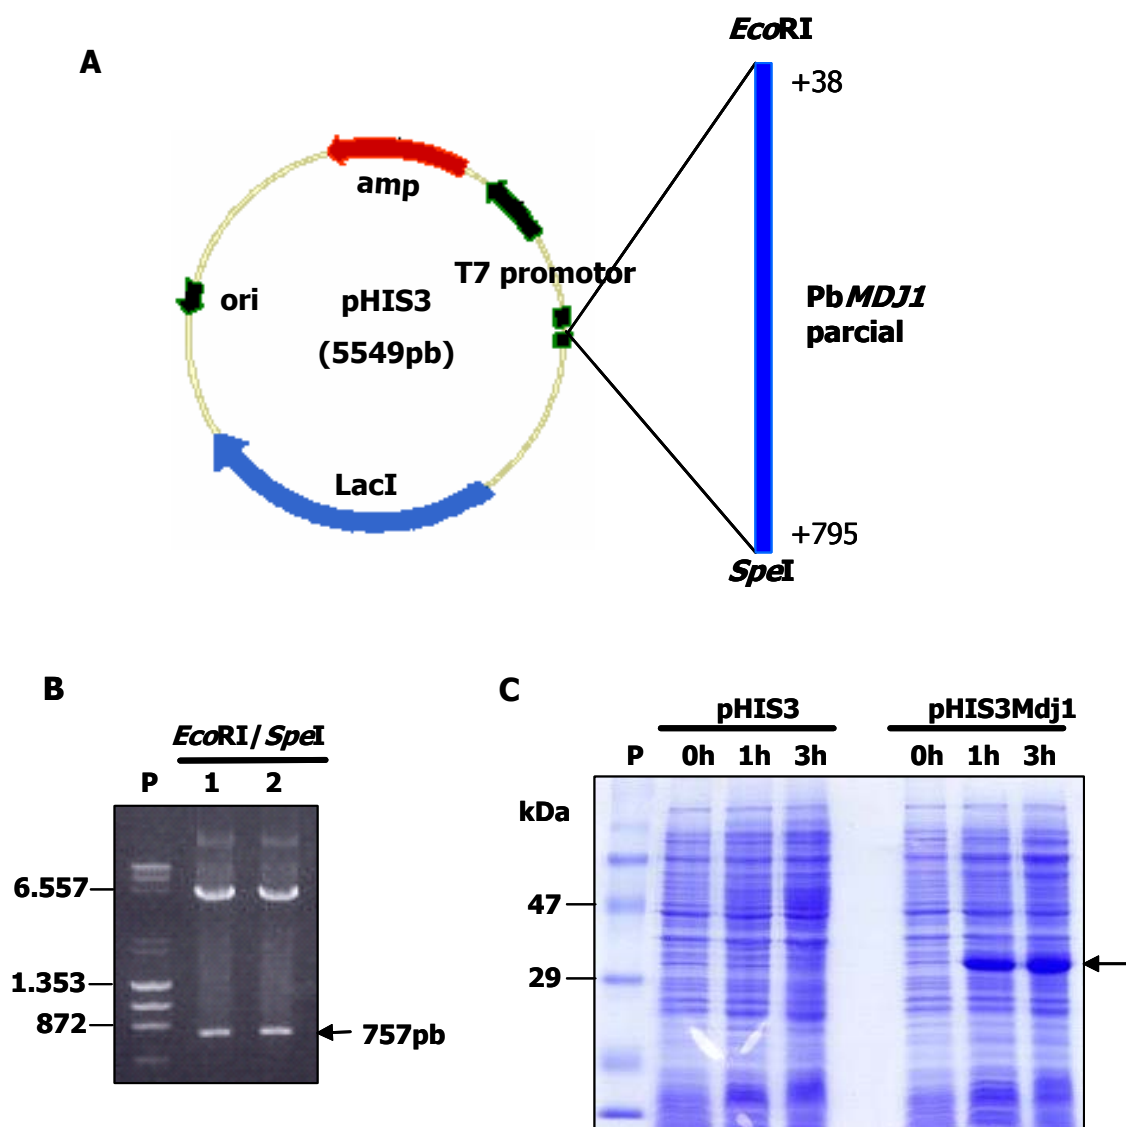 A
EcoRI
+38
amp
T7 promotor
ori
pHIS3
(5549pb)
PbMDJ1
parcial
LacI
+795
SpeI
B
EcoRI/SpeI
P 1 2
6.557
1.353
872
757pb
C
pHIS3 pHIS3Mdj1
P 0h 1h 3h 0h 1h 3h
kDa
47
29